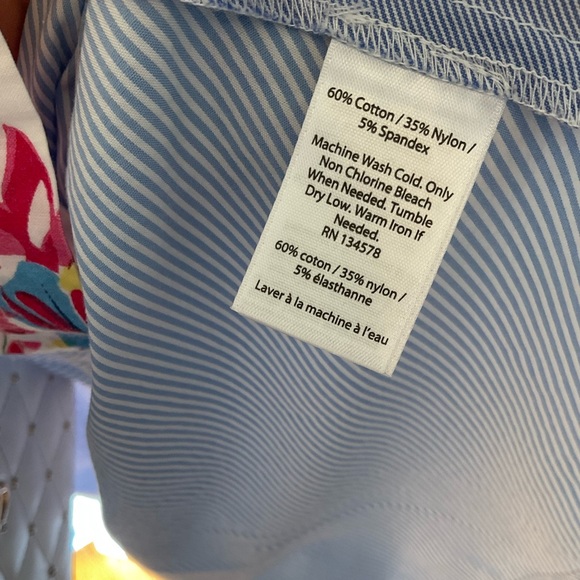 60% Cotton / 35% Nylon /
5% Spandex
Machine Wash Cold. Only
Non Chlorine Bleach
When Needed. Tumble
Dry Low. Warm Iron If
Needed.
RN 134578
60% coton / 35% nylon /
5% élasthanne
Laver à la machine à l'eau